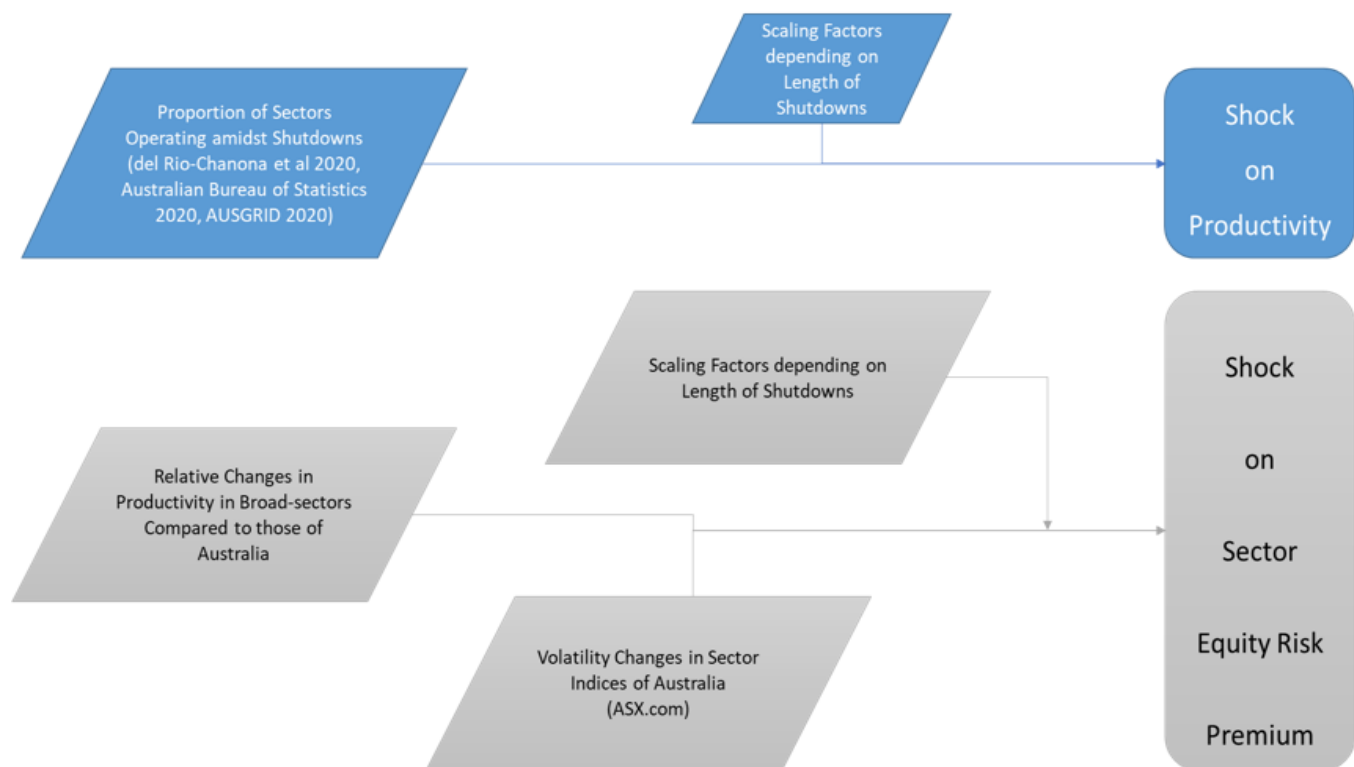 Scaling Factors
depending on
Length of
Shutdowns
Proportion of Sectors
Operating amidst Shutdowns
(del Rio-Chanona et al 2020,
Australian Bureau of Statistics
2020, AUSGRID 2020)
Shock
on
Productivity
Scaling Factors depending on
Length of Shutdowns
Relative Changes in
Productivity in Broad-sectors
Compared to those of
Australia
Volatility Changes in Sector
Indices of Australia
(ASX.com)
Shock
on
Sector
Equity Risk
Premium